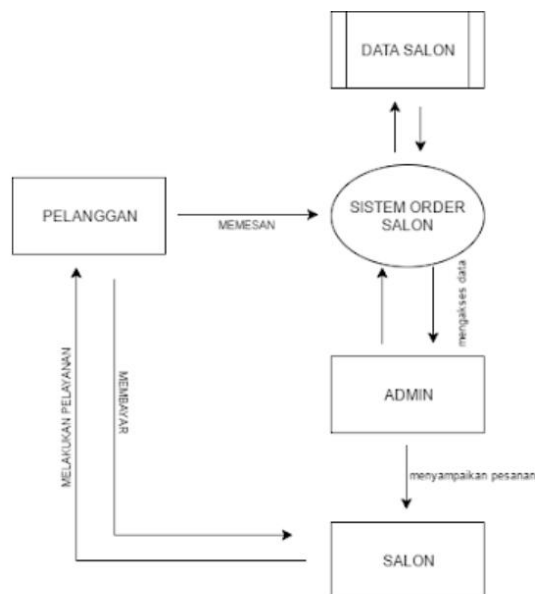 DATA SALON
PELANGGAN
MEMESAN
SISTEM ORDER
SALON
mengakses data
MELAKUKAN PELAYANAN
MEMBAYAR
ADMIN
menyampaikan pesanan
SALON